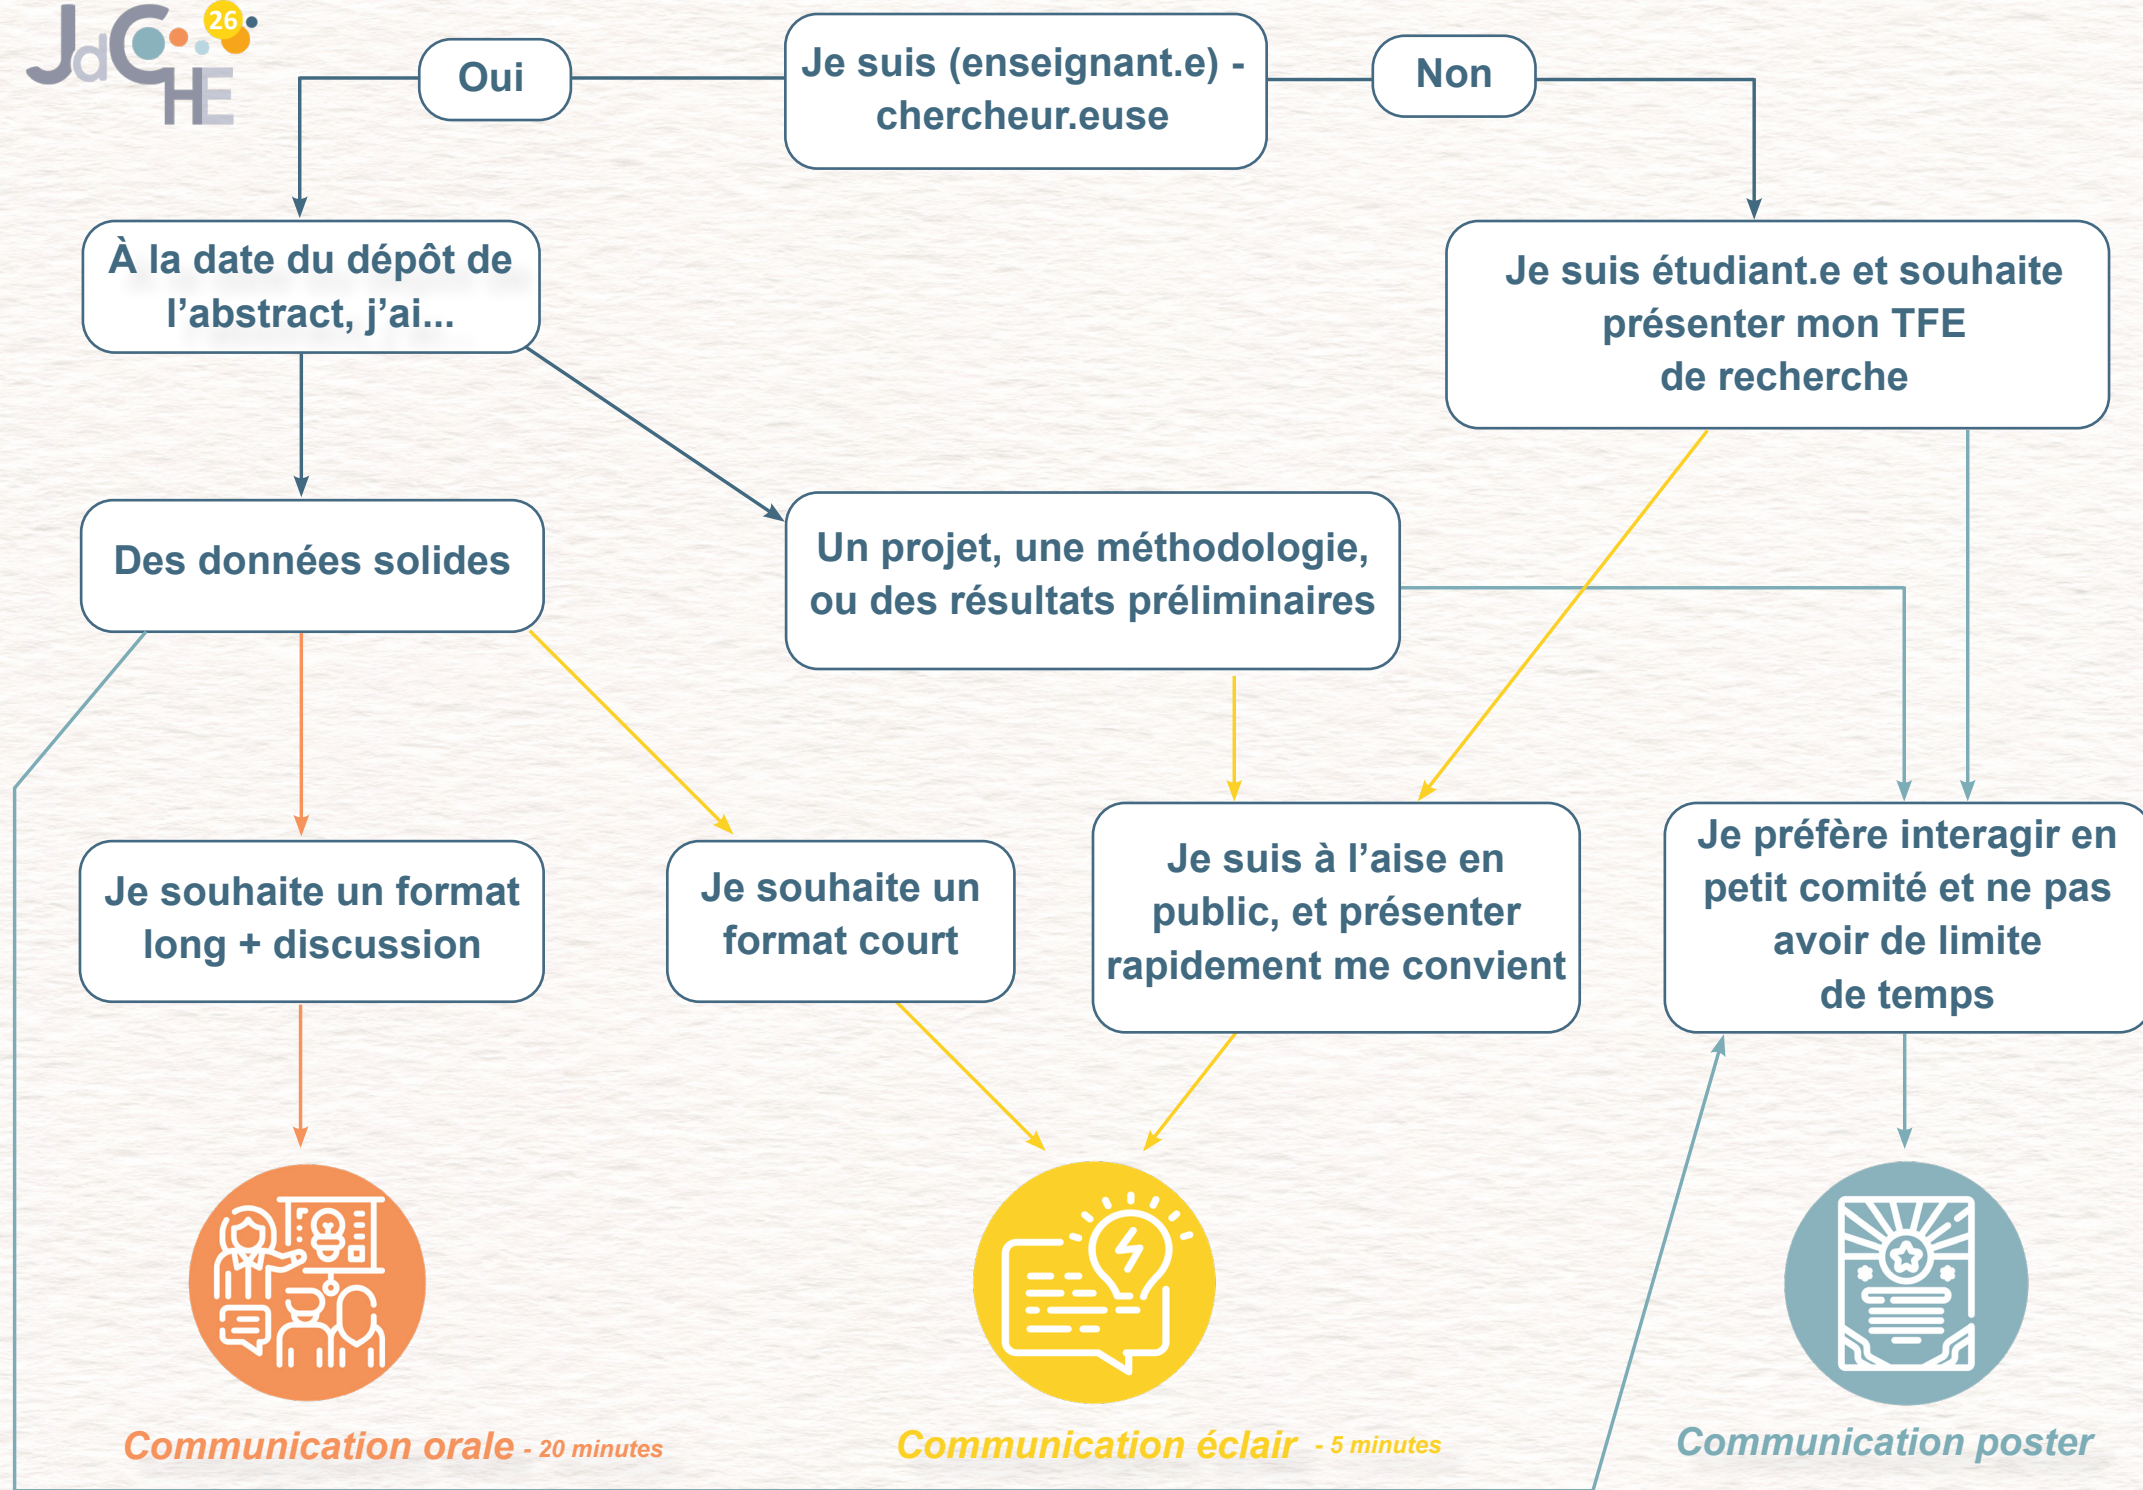 JdCHE
26
Oui
Je suis (enseignant.e) -
chercheur.euse
Non
À la date du dépôt de
l’abstract, j’ai...
Je suis étudiant.e et souhaite
présenter mon TFE
de recherche
Des données solides
Un projet, une méthodologie,
ou des résultats préliminaires
Je souhaite un format
long + discussion
Je souhaite un
format court
Je suis à l’aise en
public, et présenter
rapidement me convient
Je préfère interagir en
petit comité et ne pas
avoir de limite
de temps
Communication orale - 20 minutes
Communication éclair - 5 minutes
Communication poster